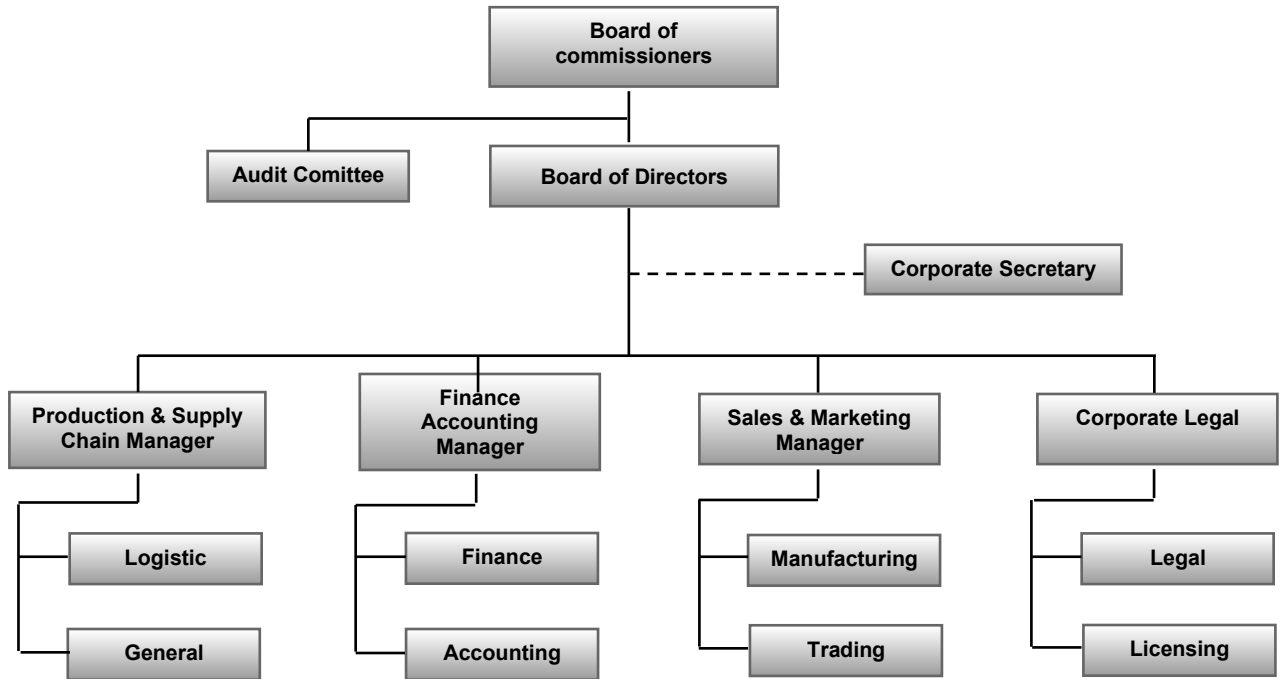 Board of
commissioners
Audit Comittee
Board of Directors
Corporate Secretary
Production & Supply
Chain Manager
Finance
Accounting
Manager
Sales & Marketing
Manager
Corporate Legal
Logistic
Finance
Manufacturing
Legal
General
Accounting
Trading
Licensing